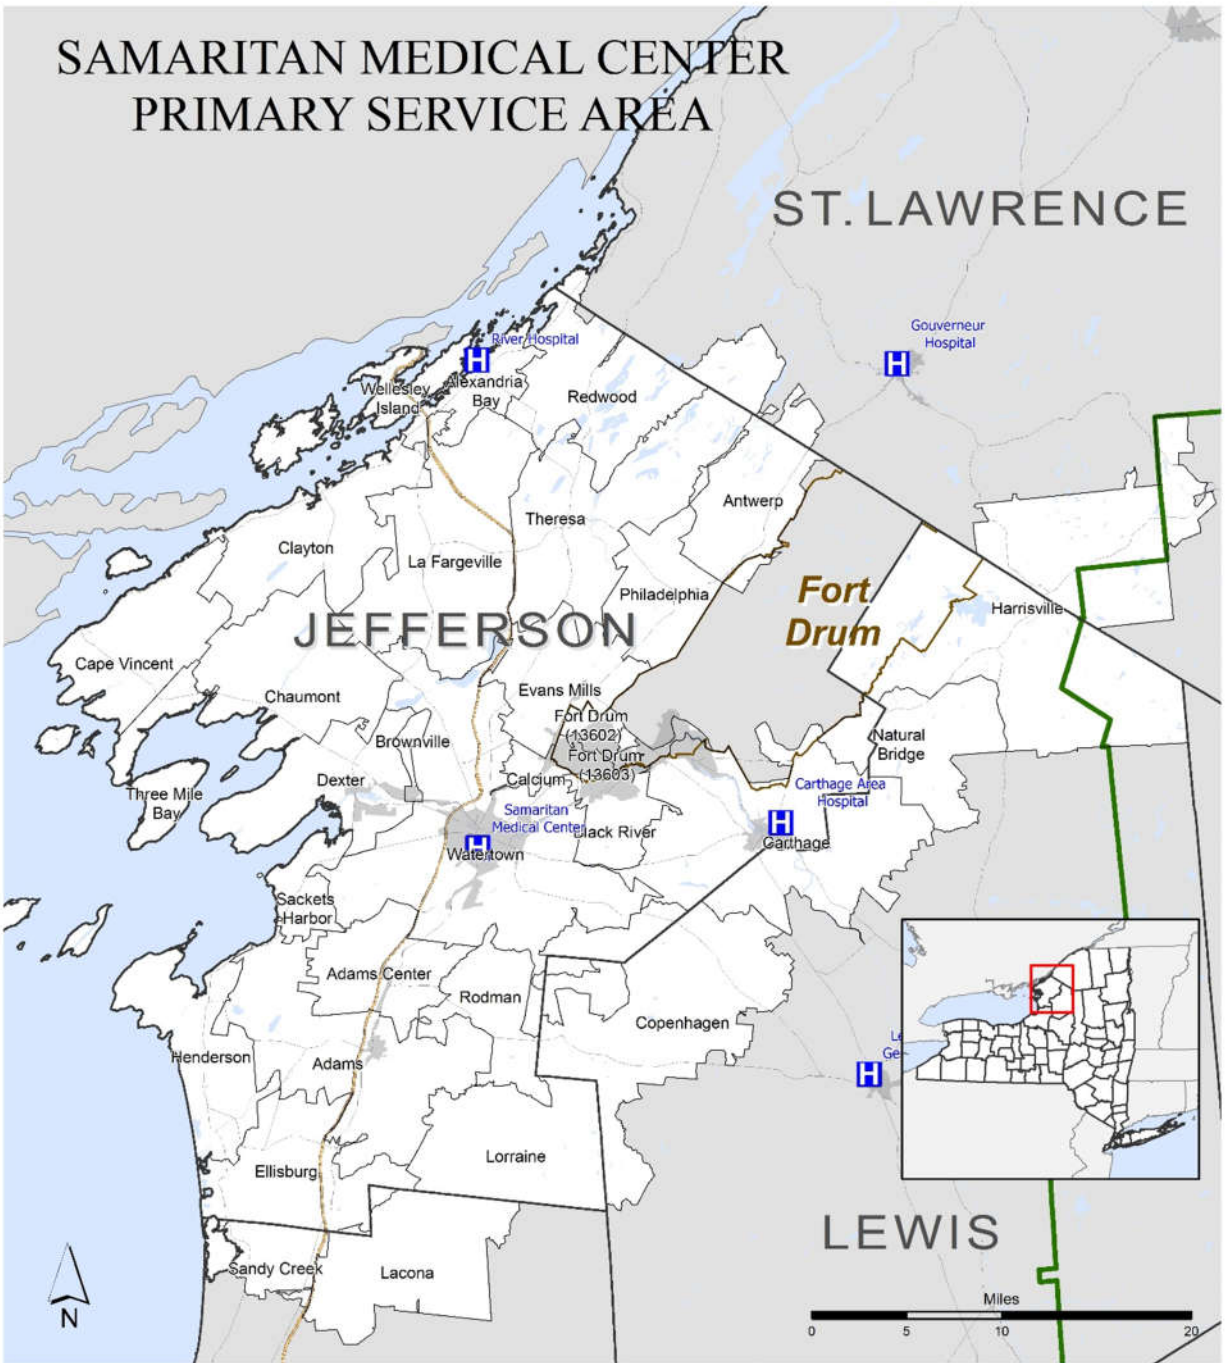 SAMARITAN MEDICAL CENTER
PRIMARY SERVICE AREA
ST. LAWRENCE
Gouverneur
Hospital
River Hospital
H
H
Wellesley
Island
Alexandria
Bay
Redwood
Antwerp
Theresa
Clayton
La Fargeville
Philadelphia
Fort
Drum
Harrisville
JEFFERSON
Cape Vincent
Chaumont
Evans Mills
Fort Drum
(13602)
Fort Drum
(13603)
Brownville
Natural
Bridge
Dexter
Calcium
Three Mile
Bay
Carthage Area
Hospital
Samaritan
Medical Center
H
H
Black River
Carthage
Watertown
Sackets
Harbor
Adams Center
Rodman
Copenhagen
Henderson
Adams
Le
Ge
H
Lorraine
Ellisburg
LEWIS
Sandy Creek
Lacona
N
Miles
0 5 10 20